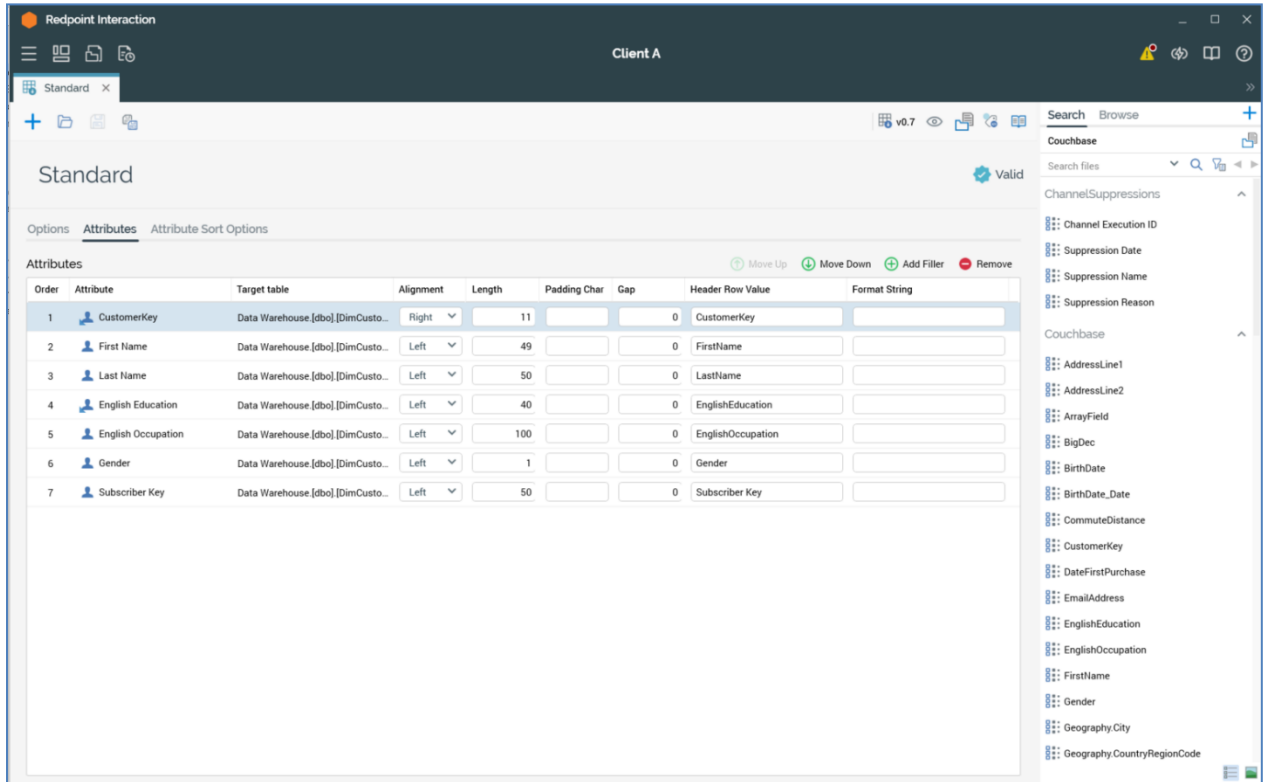 Redpoint Interaction
Client A
Standard
v0.7
Standard
Valid
Options Attributes Attribute Sort Options
Attributes
Move Up Move Down Add Filler Remove
Order Attribute Target table Alignment Length Padding Char Gap Header Row Value Format String
1 CustomerKey Data Warehouse.[dbo].[DimCusto... Right 11 0 CustomerKey
2 First Name Data Warehouse.[dbo].[DimCusto... Left 49 0 FirstName
3 Last Name Data Warehouse.[dbo].[DimCusto... Left 50 0 LastName
4 English Education Data Warehouse.[dbo].[DimCusto... Left 40 0 EnglishEducation
5 English Occupation Data Warehouse.[dbo].[DimCusto... Left 100 0 EnglishOccupation
6 Gender Data Warehouse.[dbo].[DimCusto... Left 1 0 Gender
7 Subscriber Key Data Warehouse.[dbo].[DimCusto... Left 50 0 Subscriber Key
Search Browse
Couchbase
Search files
ChannelSuppressions
Channel Execution ID
Suppression Date
Suppression Name
Suppression Reason
Couchbase
AddressLine1
AddressLine2
ArrayField
BigDec
BirthDate
BirthDate_Date
CommuteDistance
CustomerKey
DateFirstPurchase
EmailAddress
EnglishEducation
EnglishOccupation
FirstName
Gender
Geography.City
Geography.CountryRegionCode